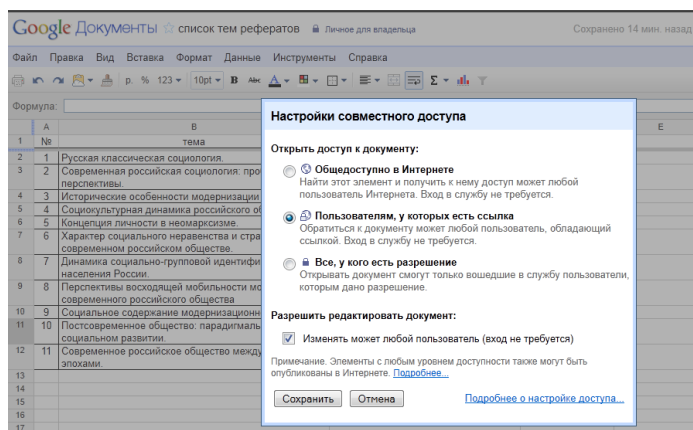 Google Документы список тем рефератов Личное для владельца Сохранено 14 мин. назад
Файл Правка Вид Вставка Формат Данные Инструменты Справка
р. % 123 10pt B Abc A Σ
Формула:
A B E
1 № тема
2 1 Русская классическая социология.
3 2 Современная российская социология: про
перспективы.
4 3 Исторические особенности модернизации
5 4 Социокультурная динамика российского об
6 5 Концепция личности в неомарксизме.
7 6 Характер социального неравенства и стра
современном российском обществе.
8 7 Динамика социально-групповой идентифи
населения России.
9 8 Перспективы восходящей мобильности мо
современного российского общества
10 9 Социальное содержание модернизационн
11 10 Постсовременное общество: парадигмаль
социальном развитии.
12 11 Современное российское общество между
эпохами.
13
14
15
16
17
Настройки совместного доступа
Открыть доступ к документу:
Общедоступно в Интернете
Найти этот элемент и получить к нему доступ может любой
пользователь Интернета. Вход в службу не требуется.
Пользователям, у которых есть ссылка
Обратиться к документу может любой пользователь, обладающий
ссылкой. Вход в службу не требуется.
Все, у кого есть разрешение
Открывать документ смогут только вошедшие в службу пользователи,
которым дано разрешение.
Разрешить редактировать документ:
Изменять может любой пользователь (вход не требуется)
Примечание. Элементы с любым уровнем доступности также могут быть
опубликованы в Интернете. Подробнее...
Сохранить Отмена Подробнее о настройке доступа...